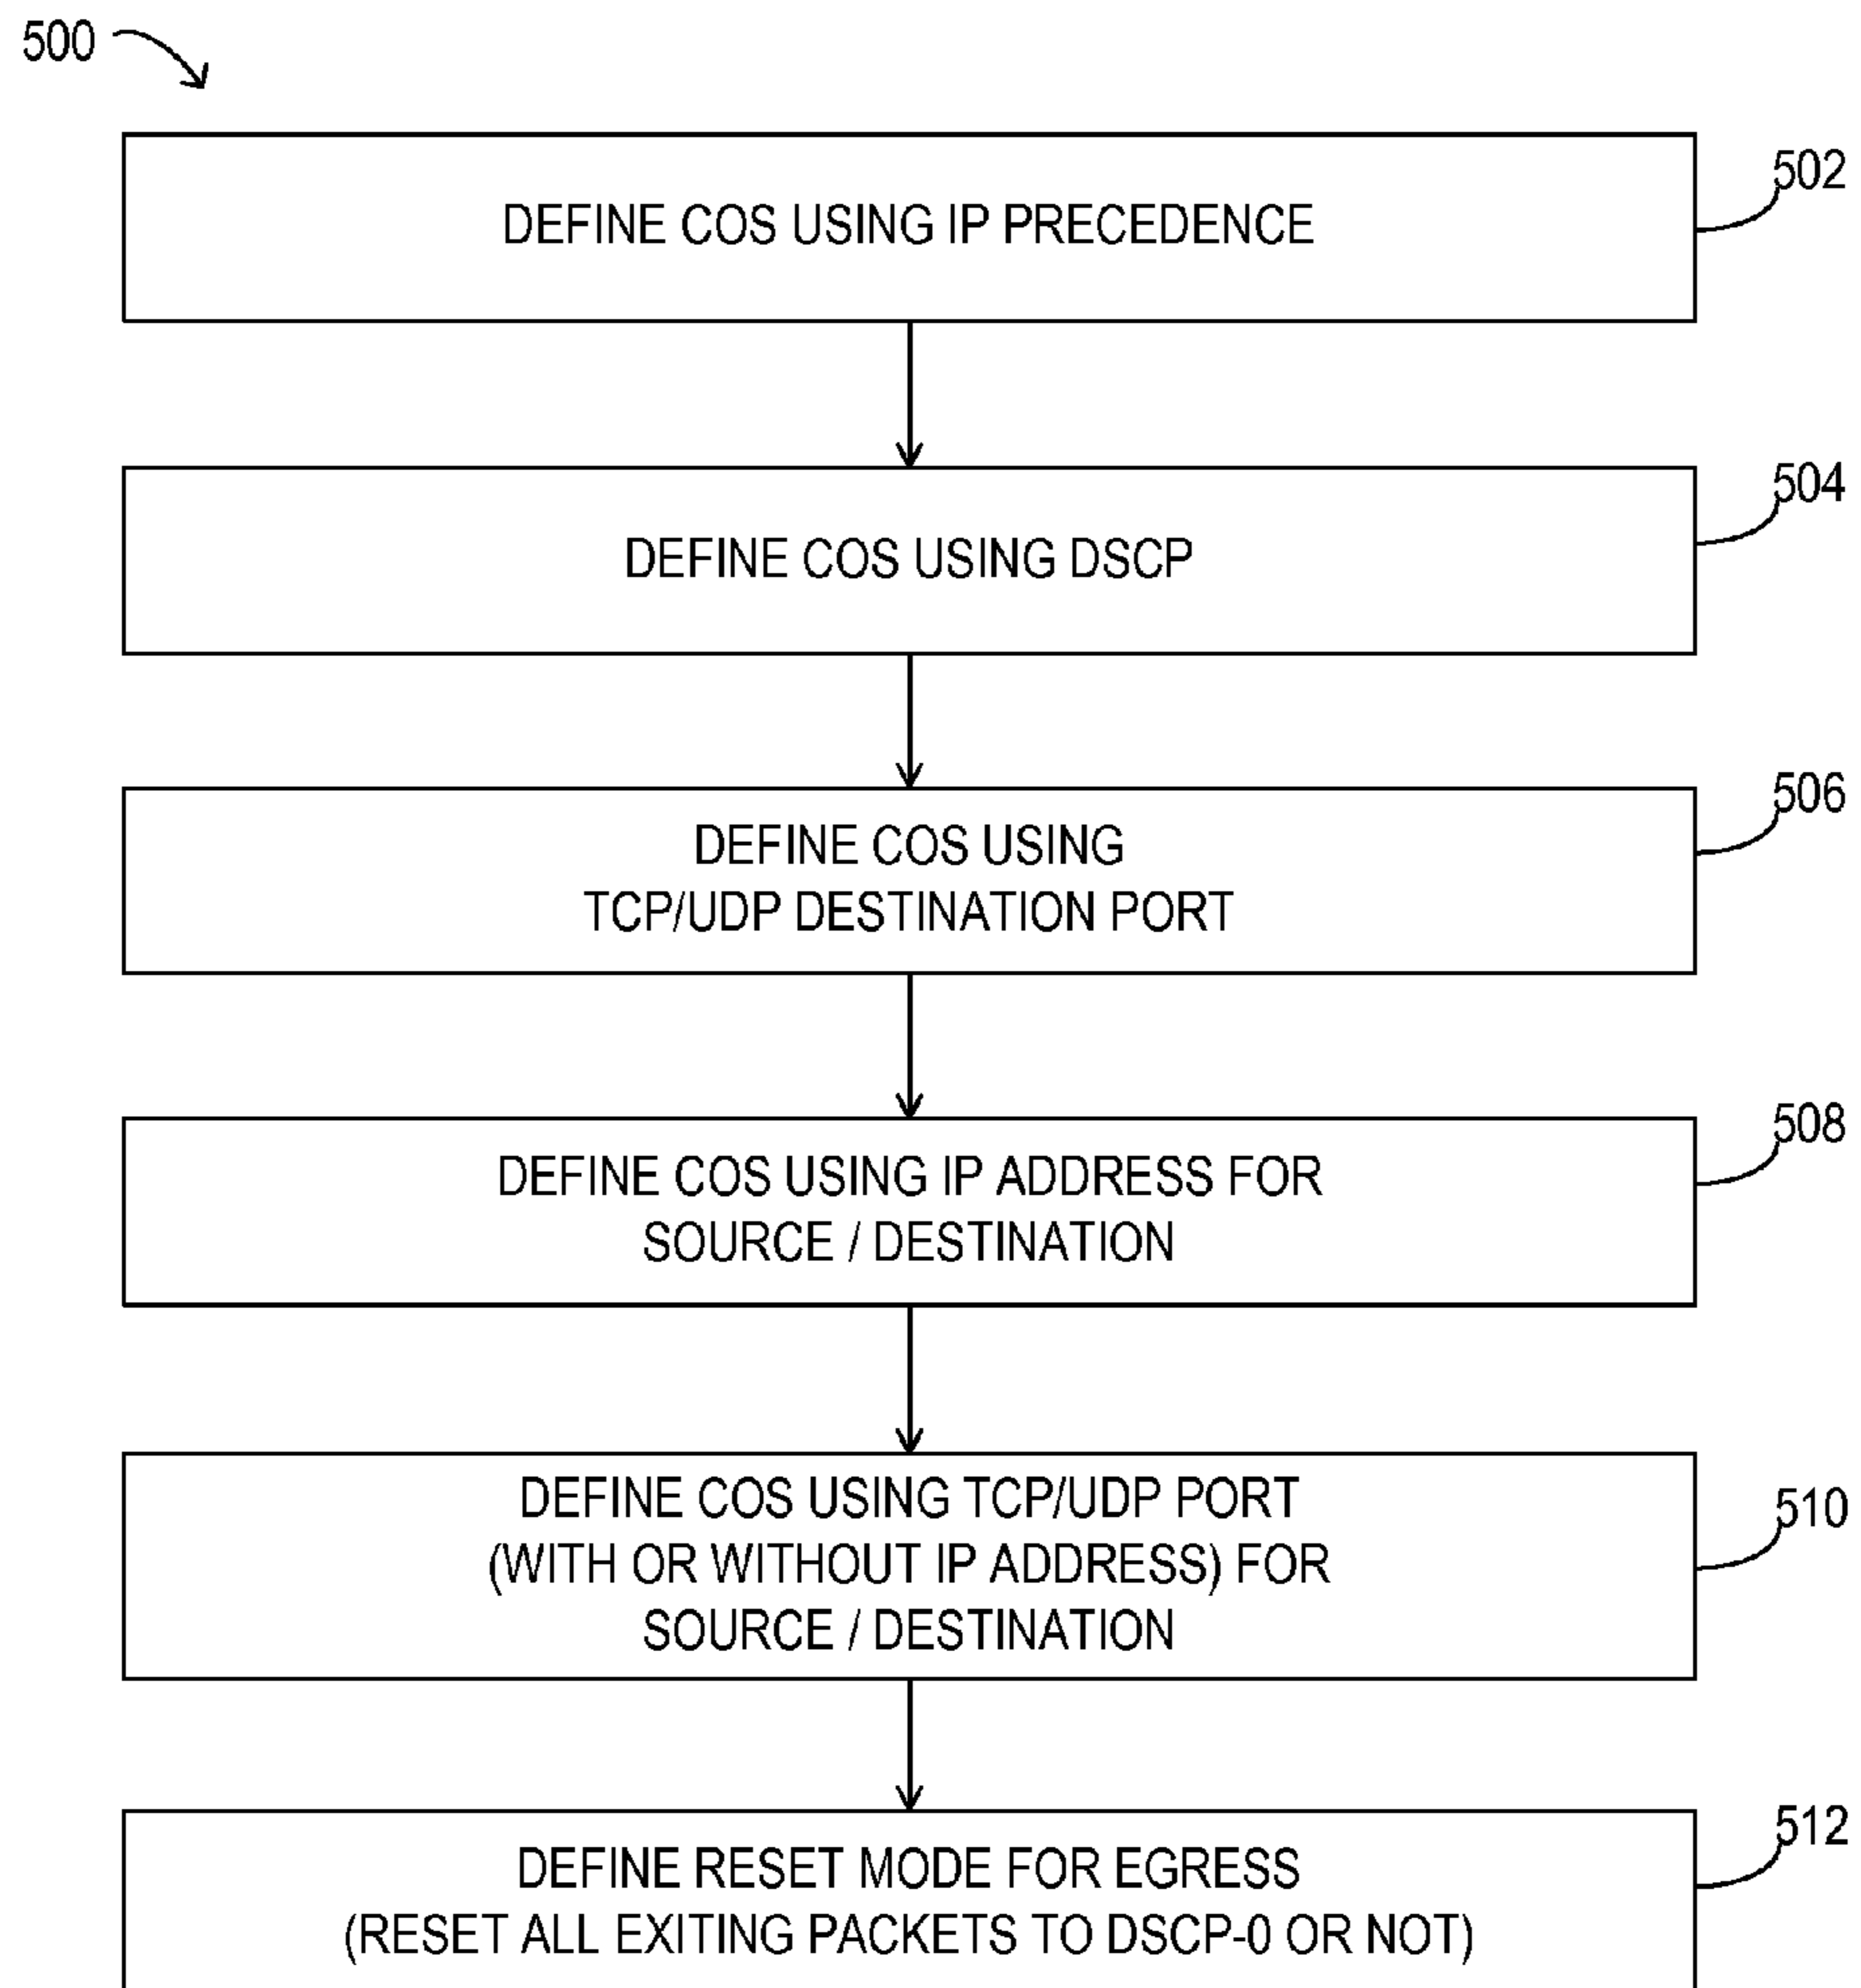 500
DEFINE COS USING IP PRECEDENCE
502
DEFINE COS USING DSCP
504
DEFINE COS USING
TCP/UDP DESTINATION PORT
506
DEFINE COS USING IP ADDRESS FOR
SOURCE / DESTINATION
508
DEFINE COS USING TCP/UDP PORT
(WITH OR WITHOUT IP ADDRESS) FOR
SOURCE / DESTINATION
510
DEFINE RESET MODE FOR EGRESS
(RESET ALL EXITING PACKETS TO DSCP-0 OR NOT)
512